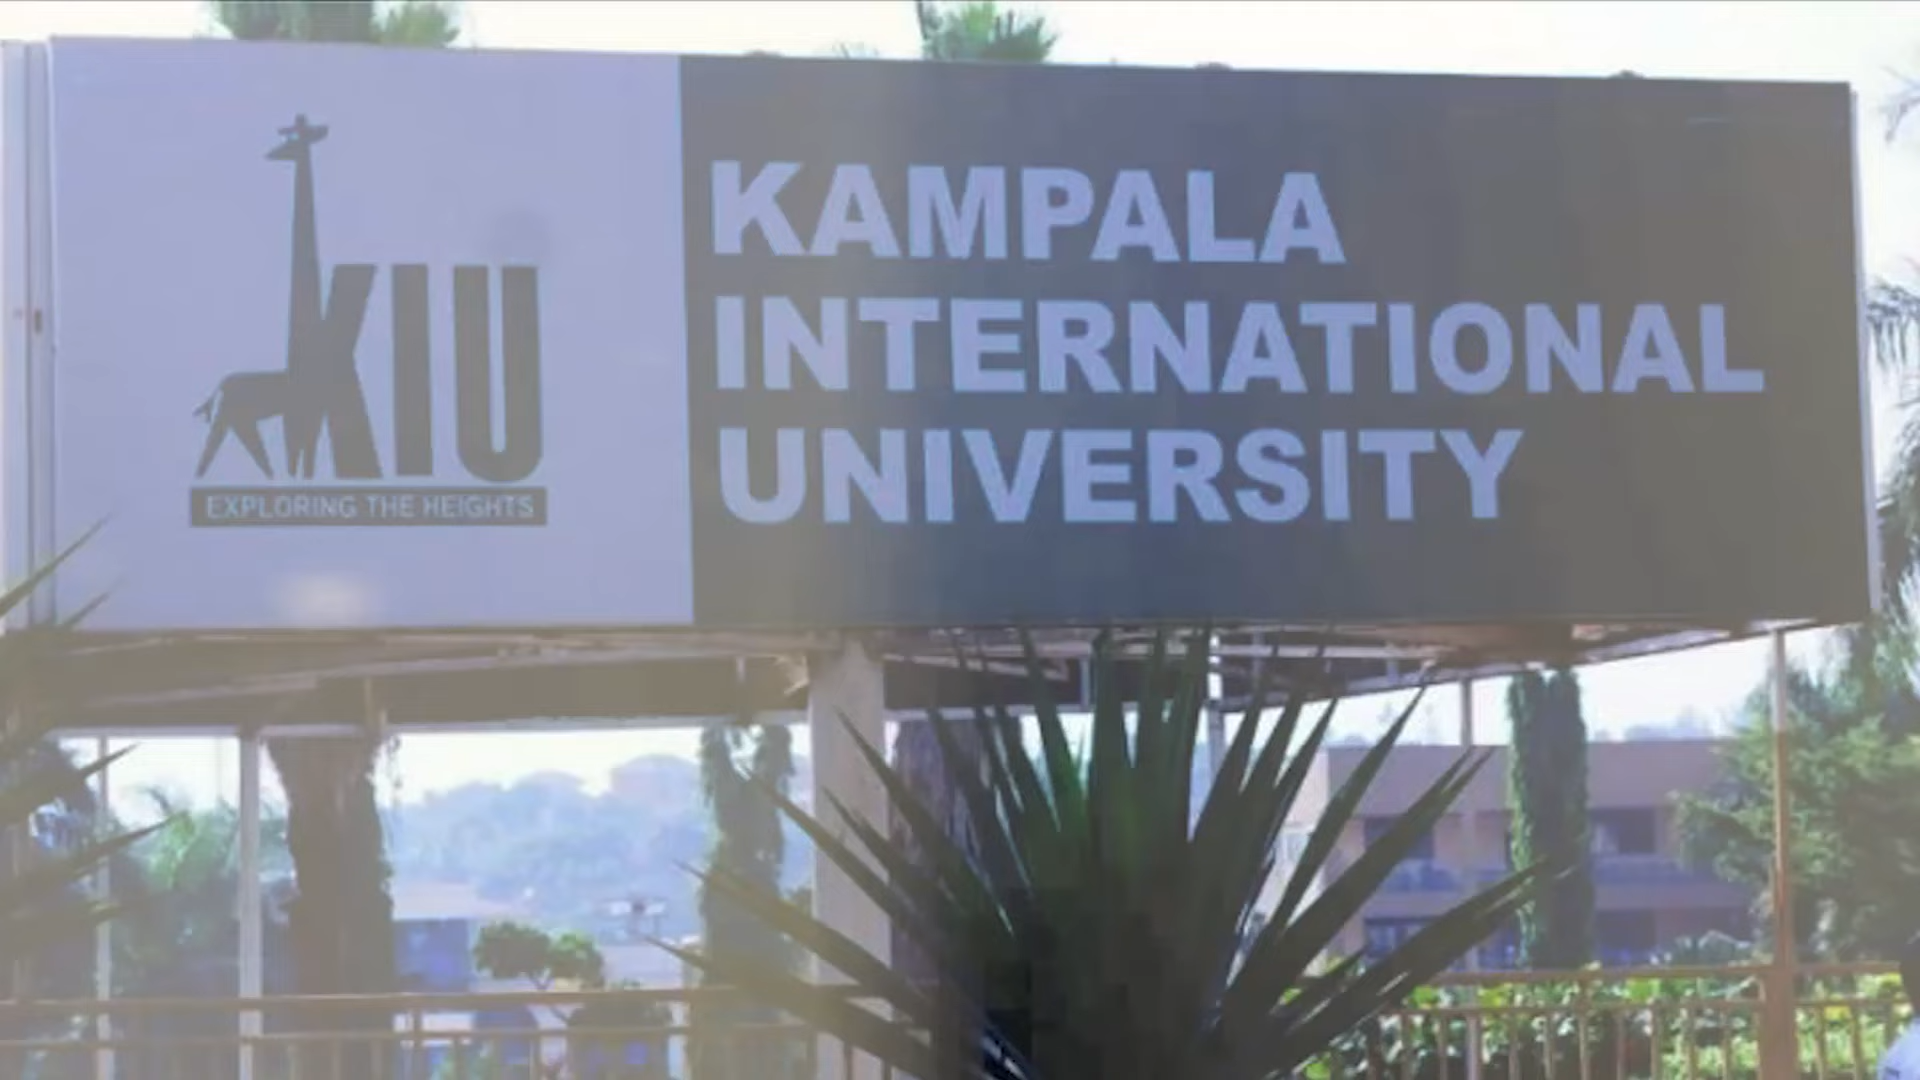 KIU
EXPLORING THE HEIGHTS
KAMPALA
INTERNATIONAL
UNIVERSITY